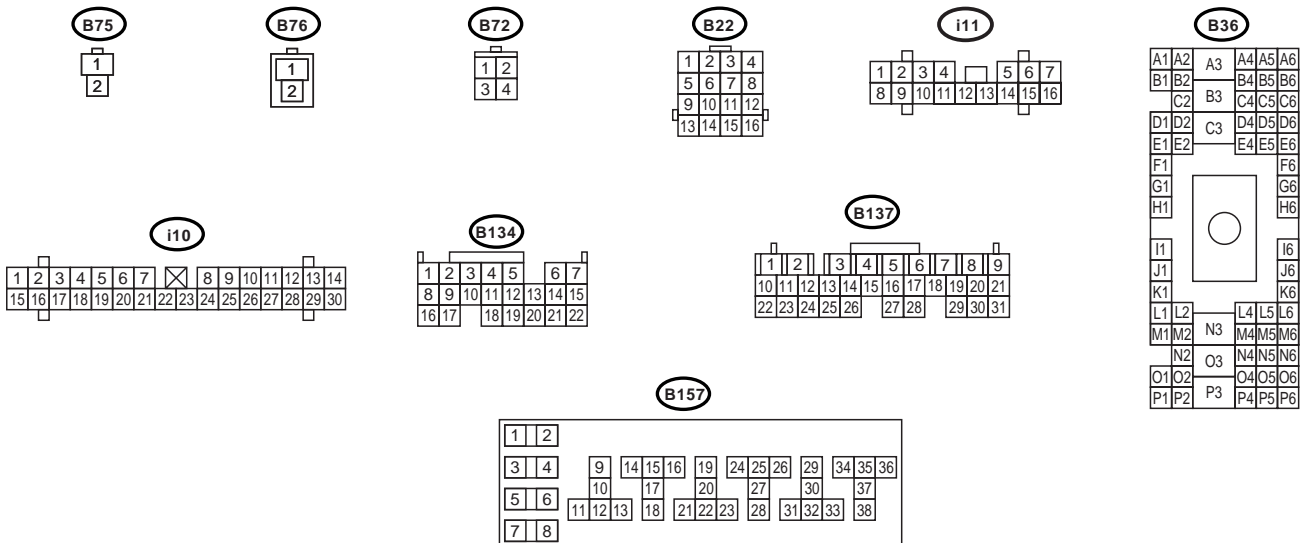 B75 B76 B72 B22 i11 B36
1
2
1
2
1 2
3 4
1 2 3 4
5 6 7 8
9 10 11 12
13 14 15 16
1 2 3 4 5 6 7
8 9 10 11 12 13 14 15 16
A1 A2 A3 A4 A5 A6
B1 B2 B3 B4 B5 B6
C2 C3 C4 C5 C6
D1 D2 D4 D5 D6
E1 E2 E4 E5 E6
F1 F6
G1 G6
H1 H6
I1 I6
J1 J6
K1 K6
L1 L2 L4 L5 L6
M1 M2 N3 M4 M5 M6
N2 O3 N4 N5 N6
O1 O2 P3 O4 O5 O6
P1 P2 P4 P5 P6
i10 B134 B137
1 2 3 4 5 6 7 8 9 10 11 12 13 14
15 16 17 18 19 20 21 22 23 24 25 26 27 28 29 30
1 2 3 4 5 6 7
8 9 10 11 12 13 14 15
16 17 18 19 20 21 22
1 2 3 4 5 6 7 8 9
10 11 12 13 14 15 16 17 18 19 20 21
22 23 24 25 26 27 28 29 30 31
B157
1 2
3 4 9 14 15 16 19 24 25 26 29 34 35 36
10 17 20 27 30 37
5 6 11 12 13 18 21 22 23 28 31 32 33 38
7 8